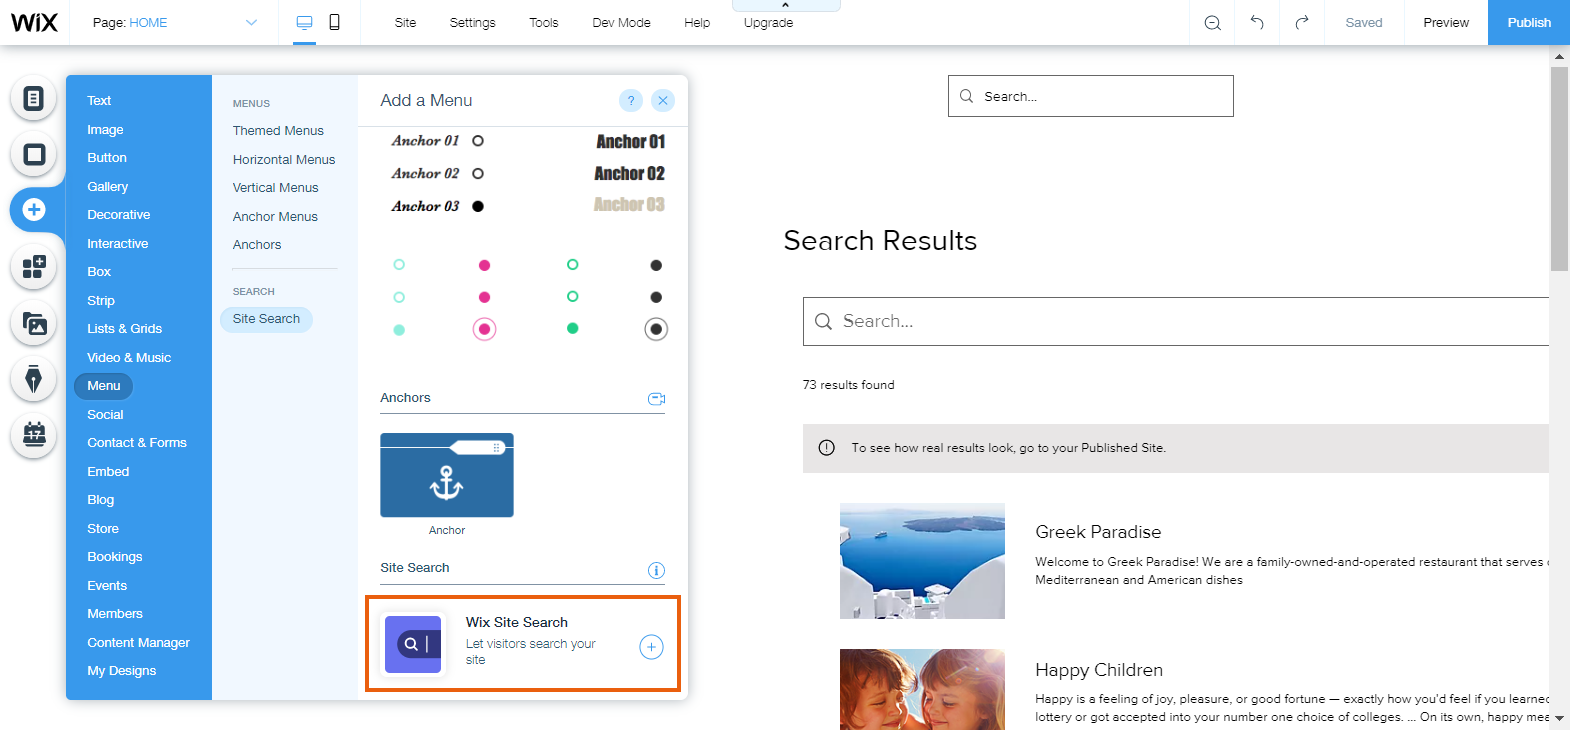 WiX
Page: HOME
Site
Settings
Tools
Dev Mode
Help
Upgrade
Saved
Preview
Publish
Text
Image
Button
Gallery
Decorative
Interactive
Box
Strip
Lists & Grids
Video & Music
Menu
Social
Contact & Forms
Embed
Blog
Store
Bookings
Events
Members
Content Manager
My Designs
17
MENUS
Themed Menus
Horizontal Menus
Vertical Menus
Anchor Menus
Anchors
SEARCH
Site Search
Add a Menu
?
Anchor 01
Anchor 02
Anchor 03
Anchor 01
Anchor 02
Anchor 03
Anchors
Anchor
Site Search
Wix Site Search
Let visitors search your
site
Search...
Search Results
Search...
73 results found
To see how real results look, go to your Published Site.
Greek Paradise
Welcome to Greek Paradise! We are a family-owned-and-operated restaurant that serves
Mediterranean and American dishes
Happy Children
Happy is a feeling of joy, pleasure, or good fortune — exactly how you'd feel if you learned
lottery or got accepted into your number one choice of colleges. ... On its own, happy mea